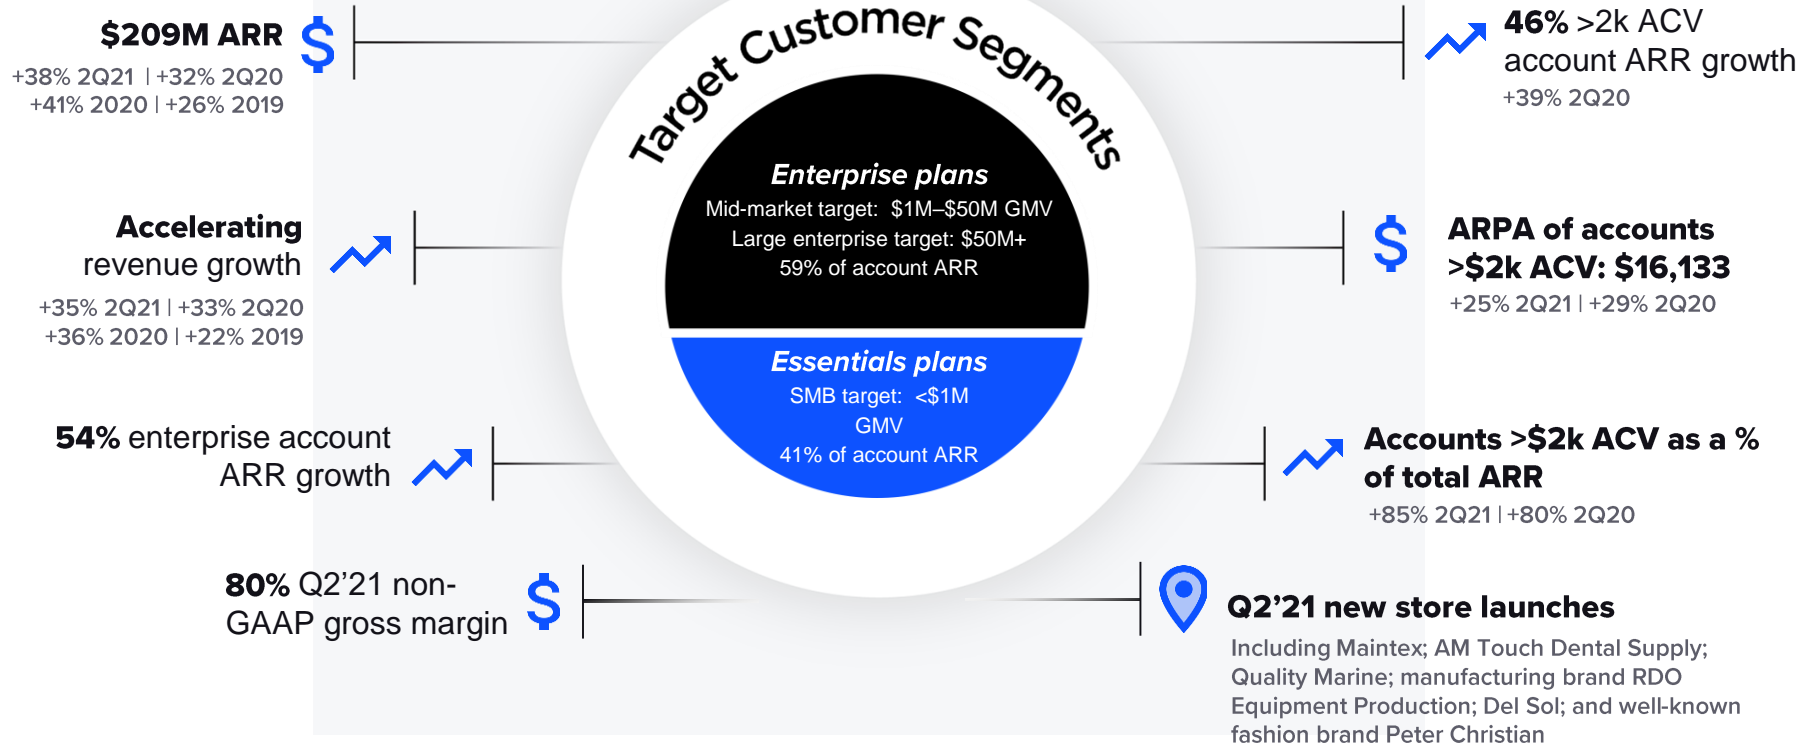 $209M ARR
+38% 2Q21 | +32% 2Q20
+41% 2020 | +26% 2019
Accelerating
revenue growth
+35% 2Q21 | +33% 2Q20
+36% 2020 | +22% 2019
54% enterprise account
ARR growth
80% Q2’21 non-
GAAP gross margin
Target Customer Segments
Enterprise plans
Mid-market target:  $1M–$50M GMV
Large enterprise target: $50M+
59% of account ARR
Essentials plans
SMB target:  <$1M
GMV
41% of account ARR
46% >2k ACV
account ARR growth
+39% 2Q20
ARPA of accounts
>$2k ACV: $16,133
+25% 2Q21 | +29% 2Q20
Accounts >$2k ACV as a %
of total ARR
+85% 2Q21 | +80% 2Q20
Q2’21 new store launches
Including Maintex; AM Touch Dental Supply;
Quality Marine; manufacturing brand RDO
Equipment Production; Del Sol; and well-known
fashion brand Peter Christian